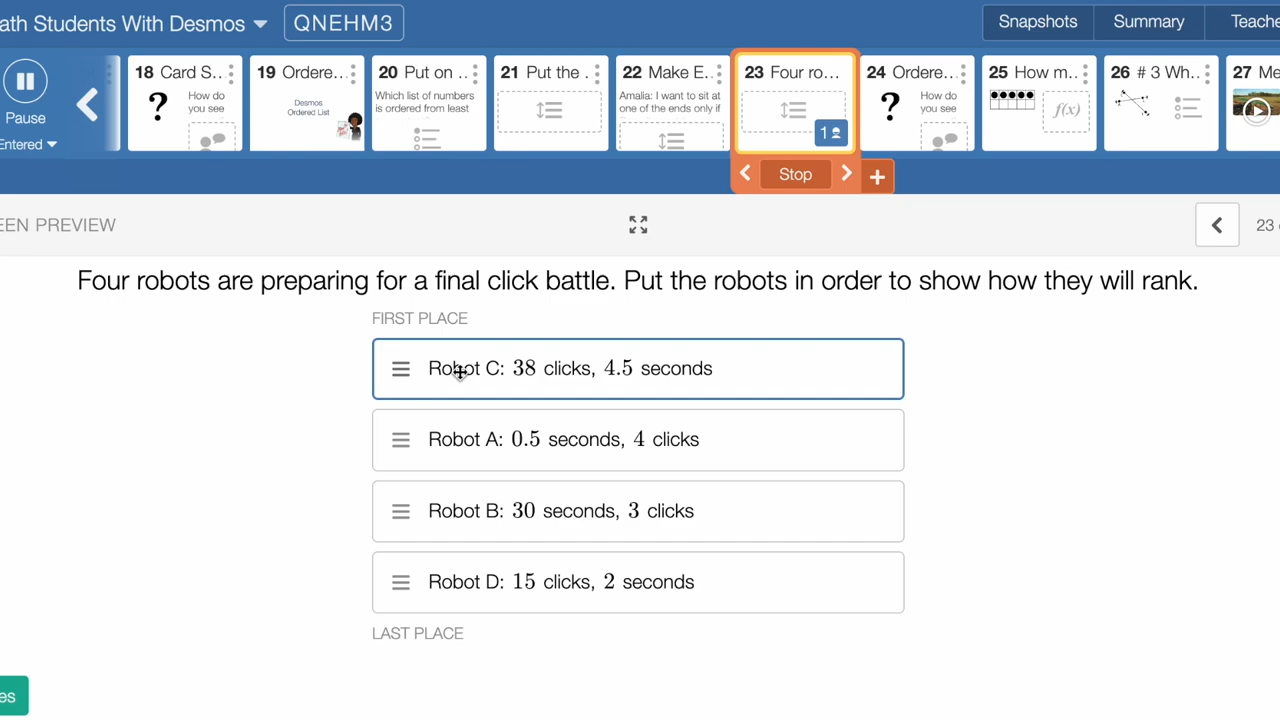 ath Students With Desmos QNEHM3 Snapshots Summary Teache
18 Card S... 19 Ordere... 20 Put on ... 21 Put the ... 22 Make E... 23 Four ro... 24 Ordere... 25 How m... 26 # 3 Wh... 27 Me
? How do you see
Desmos Ordered List
Which list of numbers is ordered from least
Amalia: I want to sit at one of the ends only if
1
? How do you see
f(x)
Pause
Entered
Stop
+
EEN PREVIEW
23
Four robots are preparing for a final click battle. Put the robots in order to show how they will rank.
FIRST PLACE
Robot C: 38 clicks, 4.5 seconds
Robot A: 0.5 seconds, 4 clicks
Robot B: 30 seconds, 3 clicks
Robot D: 15 clicks, 2 seconds
LAST PLACE
es